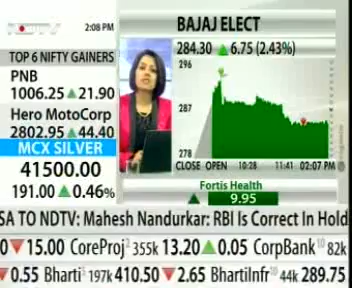 NDTV
2:08 PM
TOP 6 NIFTY GAINERS
PNB
1006.25 ▲ 21.90
Hero MotoCorp
2802.95 ▲ 44.40
MCX SILVER
41500.00
191.00 ▲ 0.46%
BAJAJ ELECT
284.30 ▲ 6.75 (2.43%)
296
287
278
CLOSE OPEN 10:28 11:41 02:07 PM
Fortis Health
▲ 9.95
SA TO NDTV: Mahesh Nandurkar: RBI Is Correct In Hold
0 ▼ 15.00 CoreProj 355k 13.20 ▲ 0.05 CorpBank 82k
▼ 0.55 Bharti 197k 410.50 ▼ 2.65 BhartiInfr 44k 289.75